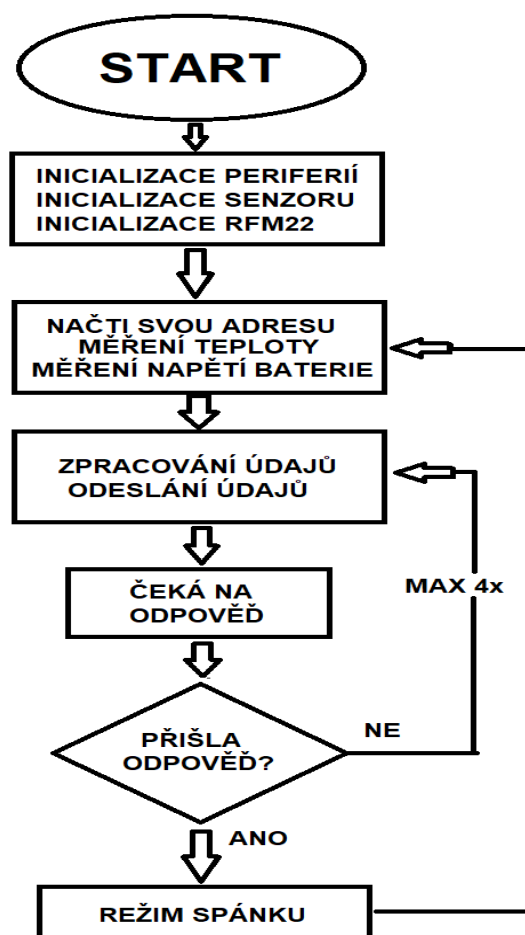 START
INICIALIZACE PERIFERIÍ
INICIALIZACE SENZORU
INICIALIZACE RFM22
NAČTI SVOU ADRESU
MĚŘENÍ TEPLOTY
MĚŘENÍ NAPĚTÍ BATERIE
ZPRACOVÁNÍ ÚDAJŮ
ODESLÁNÍ ÚDAJŮ
ČEKÁ NA
ODPOVĚĎ
MAX 4x
PŘIŠLA
ODPOVĚĎ?
NE
ANO
REŽIM SPÁNKU